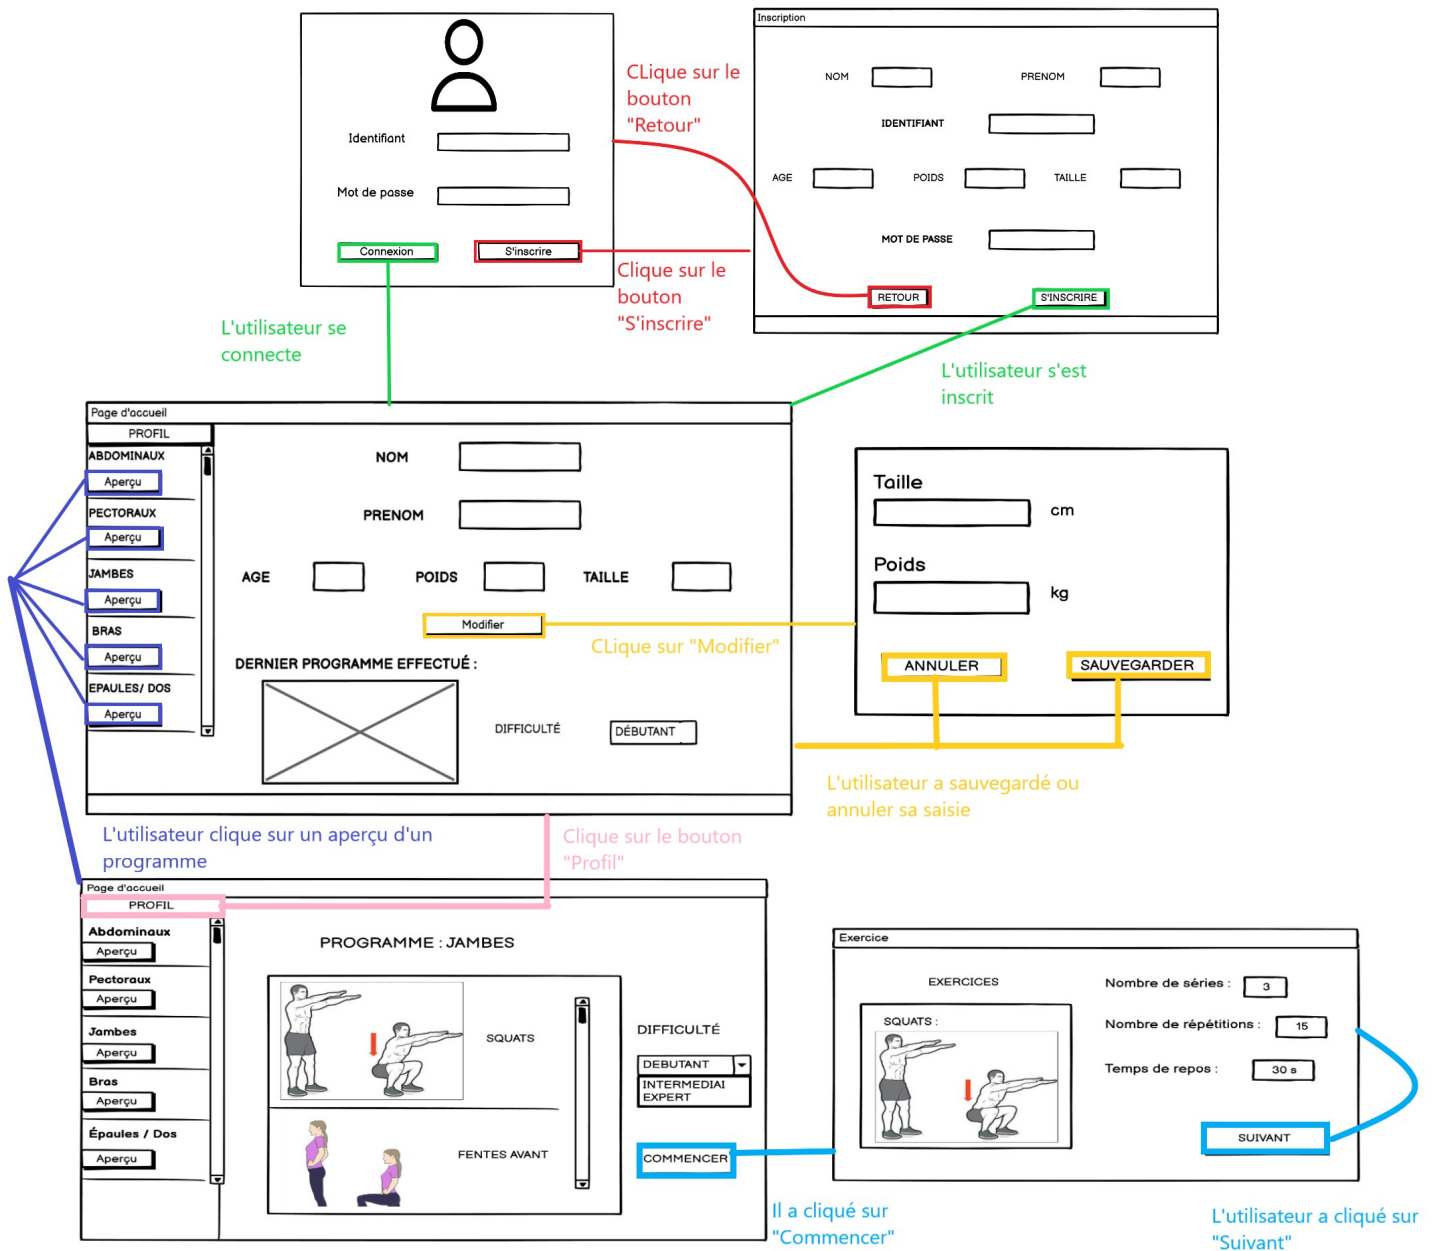 Identifiant
Mot de passe
Connexion
S'inscrire
CLique sur le
bouton
"Retour"
Clique sur le
bouton
"S'inscrire"
Inscription
NOM
PRENOM
IDENTIFIANT
AGE
POIDS
TAILLE
MOT DE PASSE
RETOUR
S'INSCRIRE
L'utilisateur se
connecte
L'utilisateur s'est
inscrit
Page d'accueil
PROFIL
ABDOMINAUX
Aperçu
PECTORAUX
Aperçu
JAMBES
Aperçu
BRAS
Aperçu
EPAULES/ DOS
Aperçu
NOM
PRENOM
AGE
POIDS
TAILLE
Modifier
DERNIER PROGRAMME EFFECTUÉ :
DIFFICULTÉ
DÉBUTANT
CLique sur "Modifier"
Taille
cm
Poids
kg
ANNULER
SAUVEGARDER
L'utilisateur a sauvegardé ou
annuler sa saisie
L'utilisateur clique sur un aperçu d'un
programme
Clique sur le bouton
"Profil"
Page d'accueil
PROFIL
Abdominaux
Aperçu
Pectoraux
Aperçu
Jambes
Aperçu
Bras
Aperçu
Épaules / Dos
Aperçu
PROGRAMME : JAMBES
SQUATS
FENTES AVANT
DIFFICULTÉ
DEBUTANT
INTERMEDIAI
EXPERT
COMMENCER
Il a cliqué sur
"Commencer"
Exercice
EXERCICES
SQUATS :
Nombre de séries :
3
Nombre de répétitions :
15
Temps de repos :
30 s
SUIVANT
L'utilisateur a cliqué sur
"Suivant"